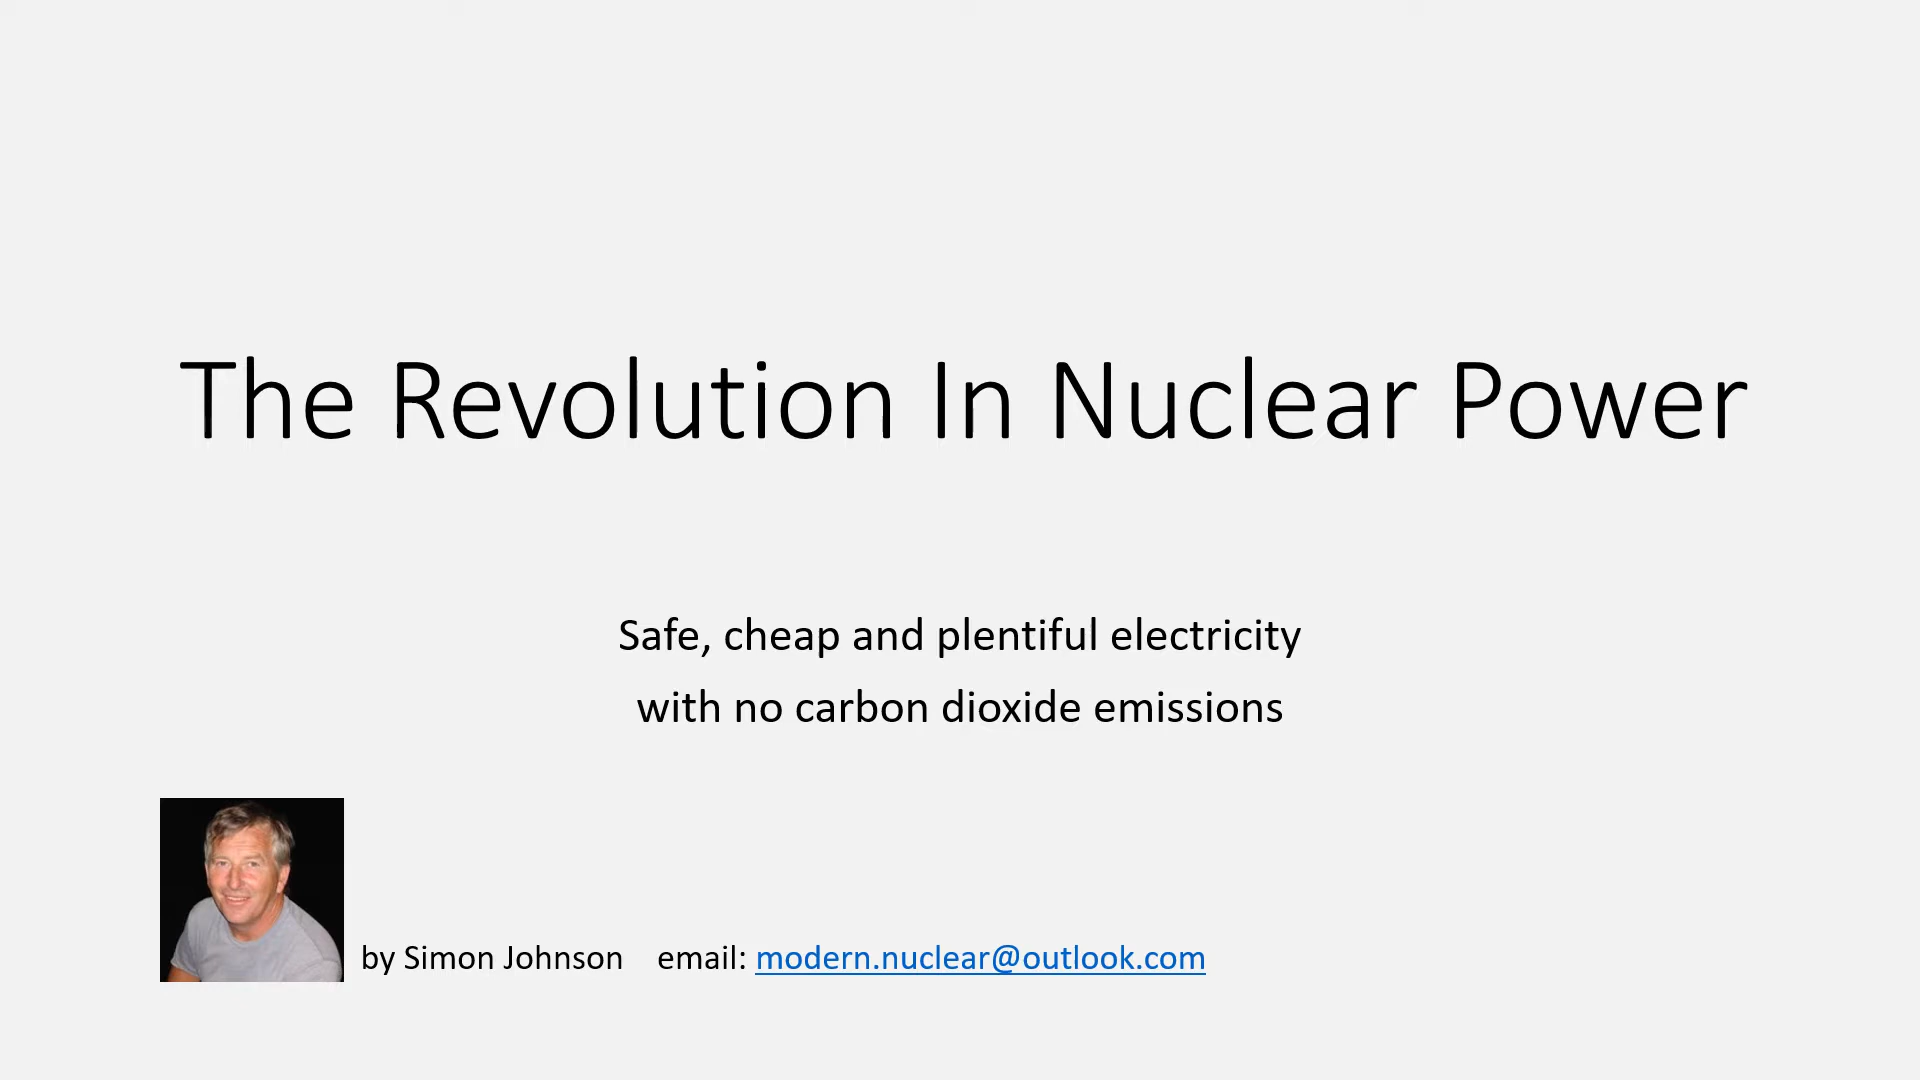 The Revolution In Nuclear Power
Safe, cheap and plentiful electricity
with no carbon dioxide emissions
by Simon Johnson email: modern.nuclear@outlook.com